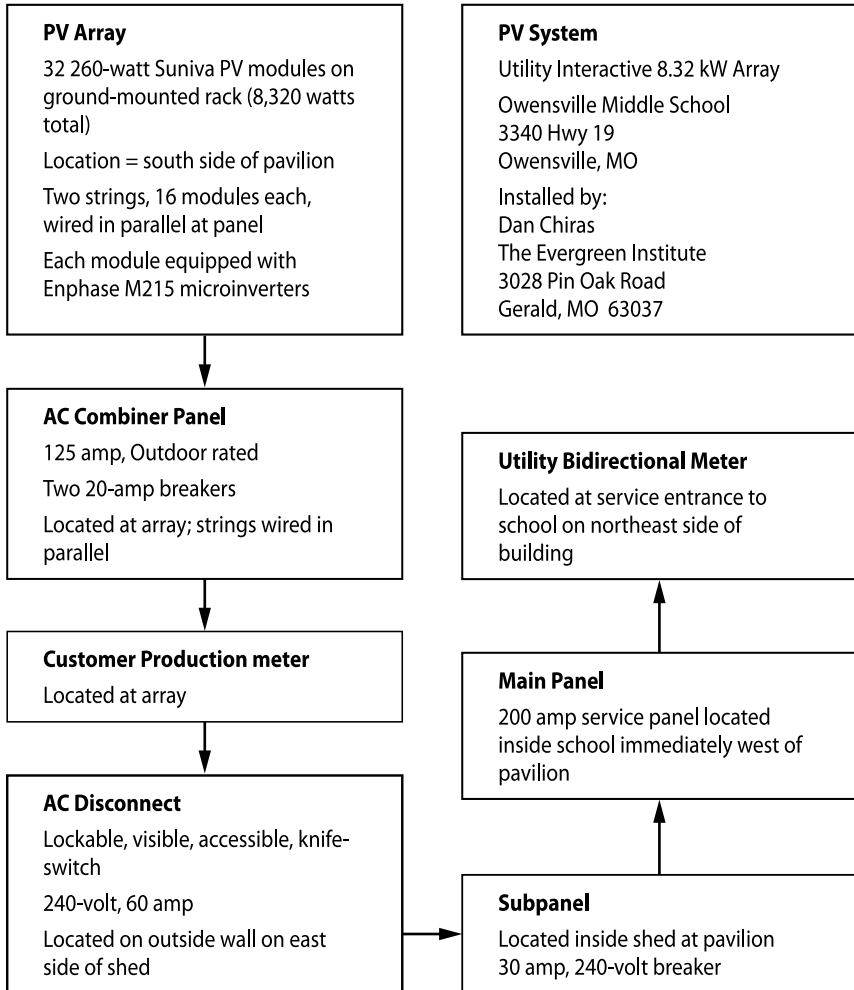 PV Array
32 260-watt Suniva PV modules on
ground-mounted rack (8,320 watts
total)
Location = south side of pavilion
Two strings, 16 modules each,
wired in parallel at panel
Each module equipped with
Enphase M215 microinverters
PV System
Utility Interactive 8.32 kW Array
Owensville Middle School
3340 Hwy 19
Owensville, MO
Installed by:
Dan Chiras
The Evergreen Institute
3028 Pin Oak Road
Gerald, MO 63037
AC Combiner Panel
125 amp, Outdoor rated
Two 20-amp breakers
Located at array; strings wired in
parallel
Customer Production meter
Located at array
AC Disconnect
Lockable, visible, accessible, knife-
switch
240-volt, 60 amp
Located on outside wall on east
side of shed
Subpanel
Located inside shed at pavilion
30 amp, 240-volt breaker
Main Panel
200 amp service panel located
inside school immediately west of
pavilion
Utility Bidirectional Meter
Located at service entrance to
school on northeast side of
building